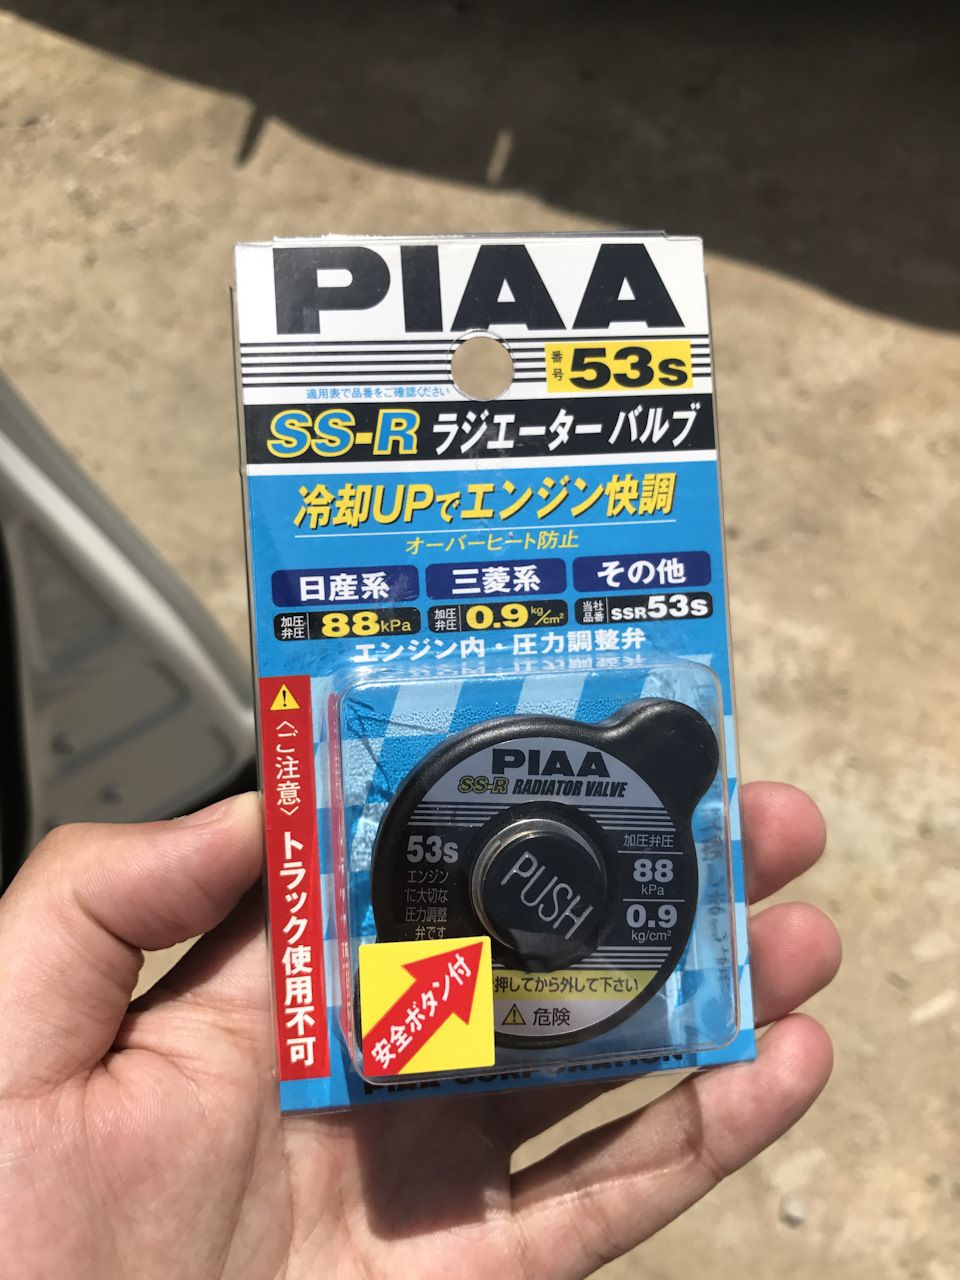 PIAA
番号 53s
適用表で品番をご確認ください
SS-R ラジエーター バルブ
冷却UPでエンジン快調
オーバーヒート防止
日産系 三菱系 その他
加圧弁圧 88kPa 加圧弁圧 0.9kg/cm² 当社品番 SSR53s
エンジン内・圧力調整弁
〈ご注意〉トラック使用不可
PIAA
SS-R RADIATOR VALVE
53s
エンジン
に大切な
圧力調整
弁です
PUSH
加圧弁圧
88
kPa
0.9
kg/cm²
押してから外して下さい
危険
安全ボタン付
PIAA CORPORATION